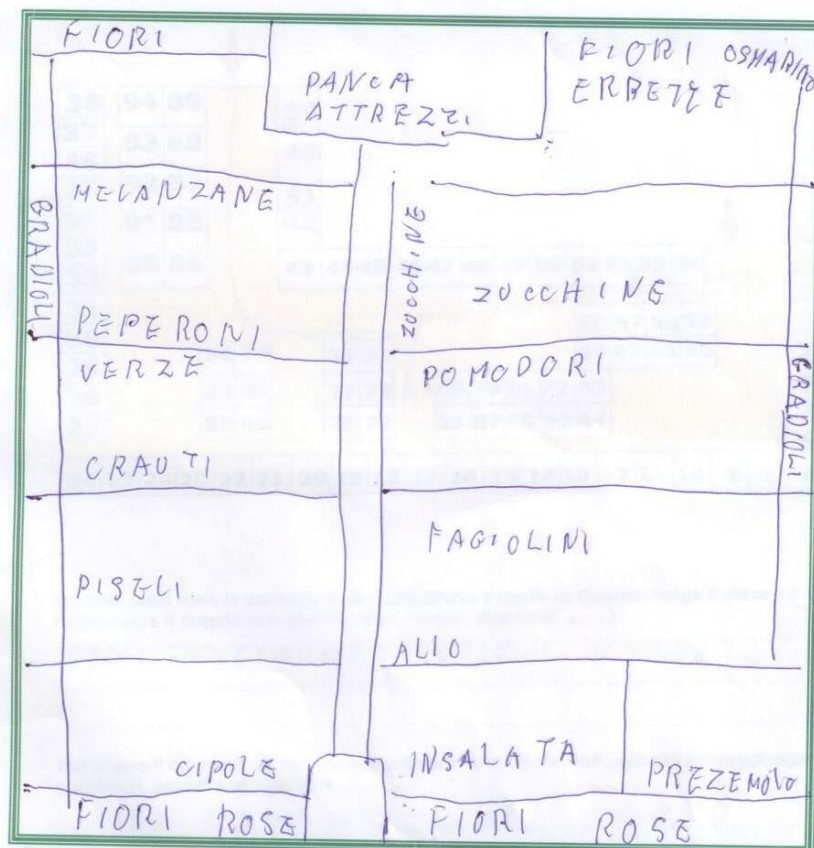 FIORI
PANCA
ATTREZZI
FIORI OSMARINO
ERBETTE
MELANZANE
GRADIOLI
ZUCCHINE
ZUCCHINE
PEPERONI
VERZE
POMODORI
GRADIOLI
CRAUTI
FAGIOLINI
PISELI
ALIO
CIPOLE
INSALATA
PREZEMOLO
FIORI ROSE
FIORI ROSE